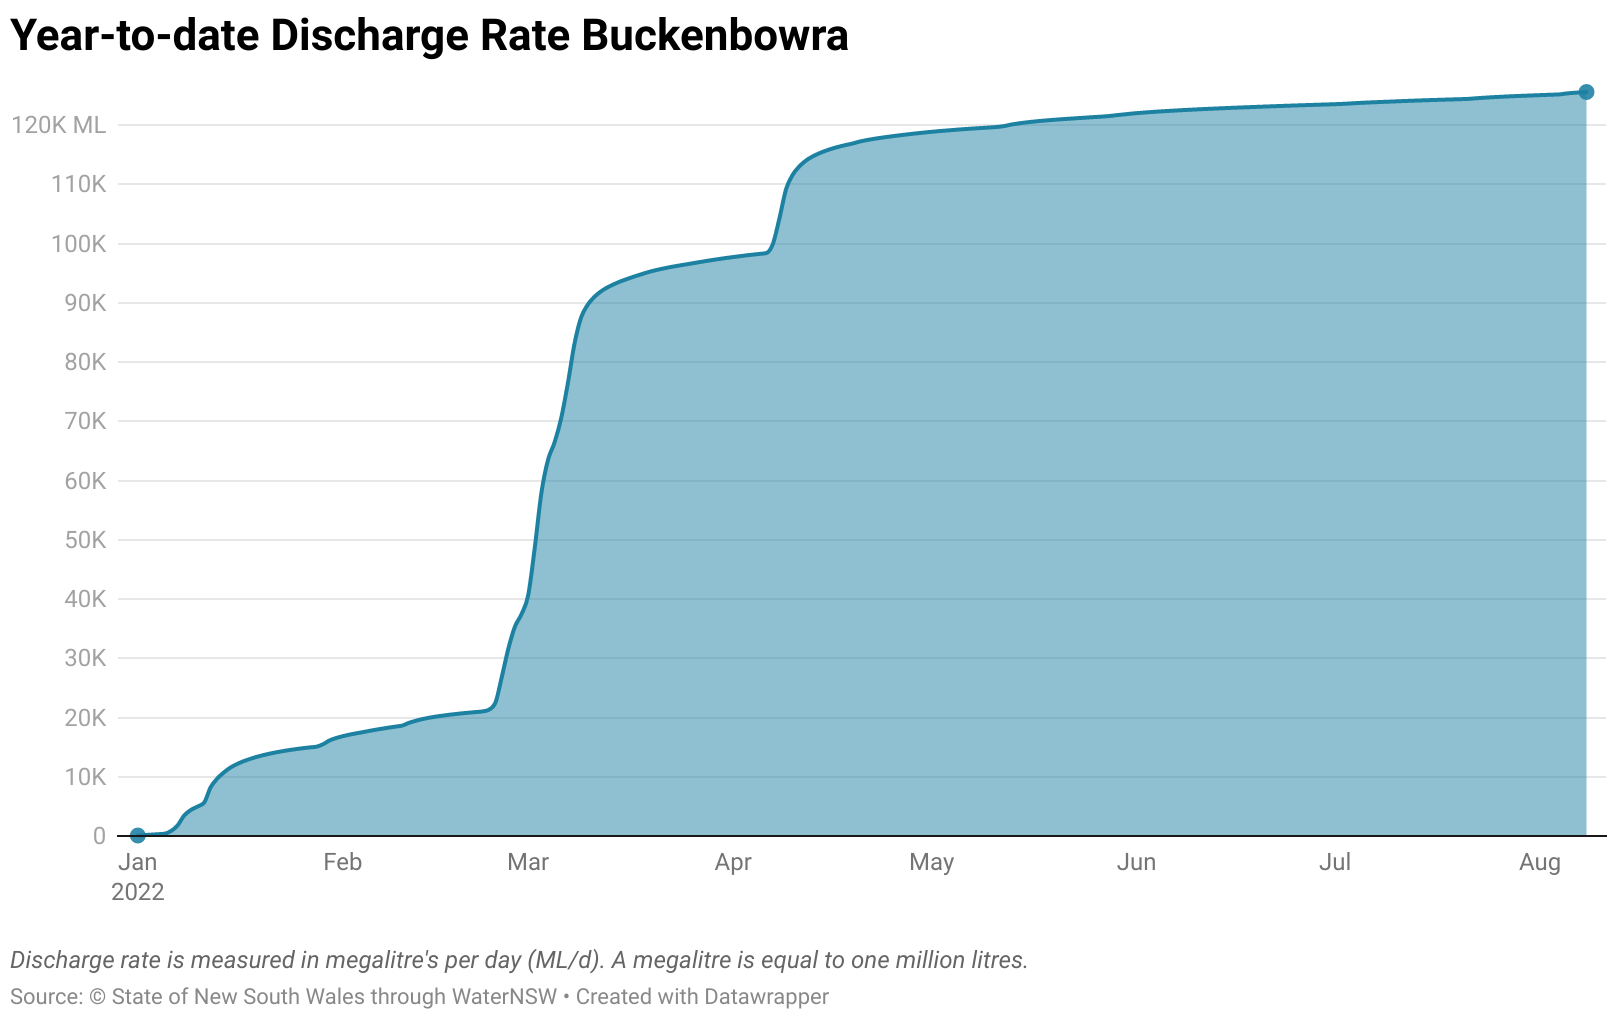 Year-to-date Discharge Rate Buckenbowra
120K ML
110K
100K
90K
80K
70K
60K
50K
40K
30K
20K
10K
0
Jan Feb Mar Apr May Jun Jul Aug
2022
Discharge rate is measured in megalitre's per day (ML/d). A megalitre is equal to one million litres.
Source: © State of New South Wales through WaterNSW • Created with Datawrapper